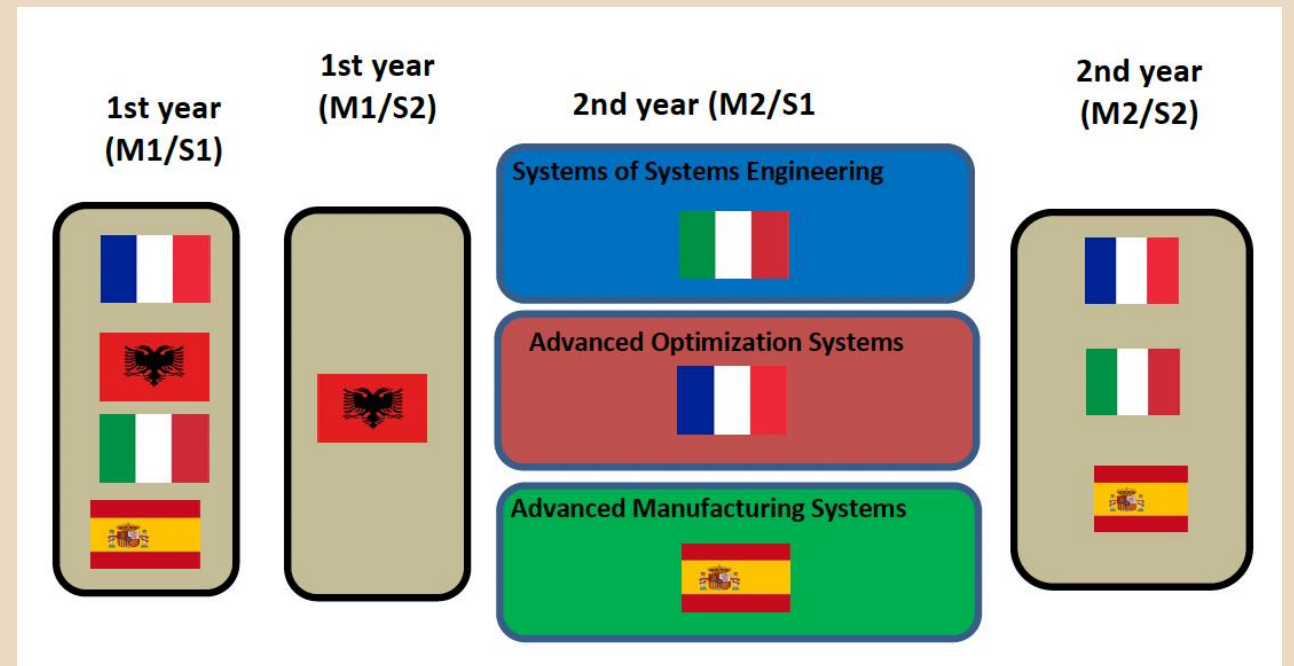 1st year
(M1/S1)
1st year
(M1/S2)
2nd year (M2/S1
2nd year
(M2/S2)
Systems of Systems Engineering
Advanced Optimization Systems
Advanced Manufacturing Systems